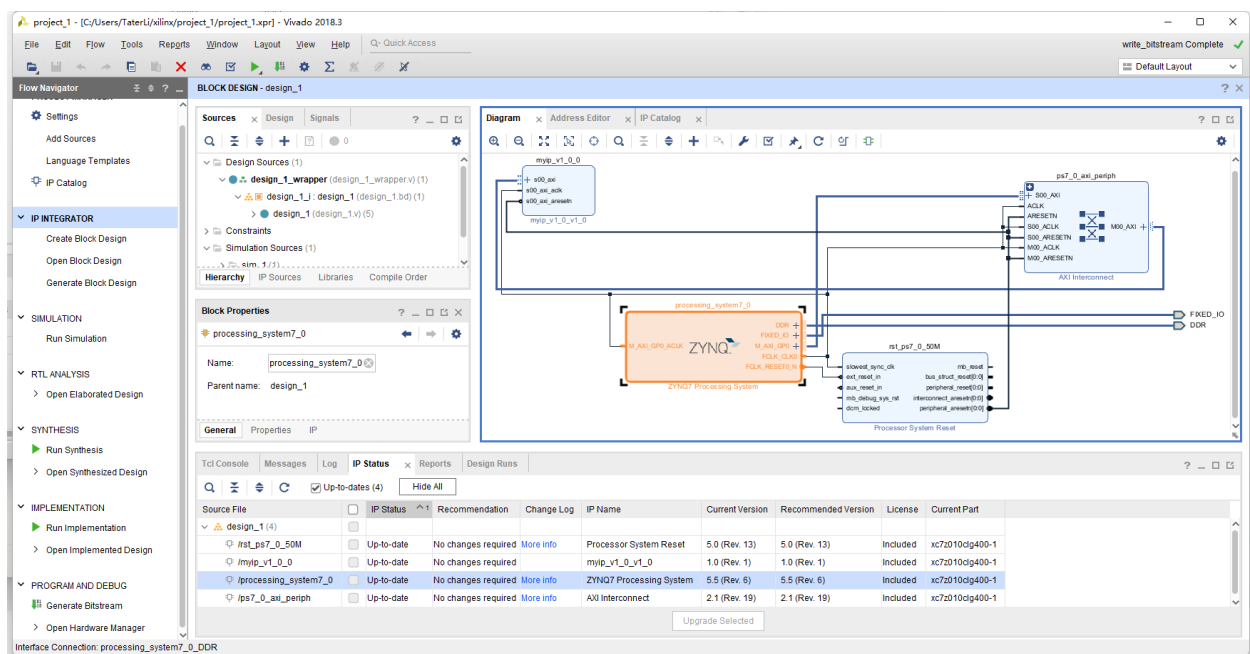 project_1 - [C:/Users/TaterLi/xilinx/project_1/project_1.xpr] - Vivado 2018.3
File Edit Flow Tools Reports Window Layout View Help Q- Quick Access
write_bitstream Complete
Default Layout
Flow Navigator
BLOCK DESIGN - design_1
Settings
Add Sources
Language Templates
IP Catalog
IP INTEGRATOR
Create Block Design
Open Block Design
Generate Block Design
SIMULATION
Run Simulation
RTL ANALYSIS
Open Elaborated Design
SYNTHESIS
Run Synthesis
Open Synthesized Design
IMPLEMENTATION
Run Implementation
Open Implemented Design
PROGRAM AND DEBUG
Generate Bitstream
Open Hardware Manager
Sources Design Signals
0
Design Sources (1)
design_1_wrapper (design_1_wrapper.v) (1)
design_1_i : design_1 (design_1.bd) (1)
design_1 (design_1.v) (5)
Constraints
Simulation Sources (1)
sim_1 (1)
Hierarchy IP Sources Libraries Compile Order
Block Properties
processing_system7_0
Name: processing_system7_0
Parent name: design_1
General Properties IP
Diagram Address Editor IP Catalog
myip_v1_0_0
s00_axi
s00_axi_aclk
s00_axi_aresetn
myip_v1_0_v1_0
ps7_0_axi_periph
S00_AXI
ACLK
ARESETN
S00_ACLK
S00_ARESETN
M00_ACLK
M00_ARESETN
M00_AXI
AXI Interconnect
processing_system7_0
M_AXI_GP0_ACLK
ZYNQ
DDR
FIXED_IO
M_AXI_GP0
FCLK_CLK0
FCLK_RESET0_N
ZYNQ7 Processing System
FIXED_IO
DDR
rst_ps7_0_50M
slowest_sync_clk mb_reset
ext_reset_in bus_struct_reset[0:0]
aux_reset_in peripheral_reset[0:0]
mb_debug_sys_rst interconnect_aresetn[0:0]
dcm_locked peripheral_aresetn[0:0]
Processor System Reset
Tcl Console Messages Log IP Status Reports Design Runs
Up-to-dates (4) Hide All
Source File IP Status 1 Recommendation Change Log IP Name Current Version Recommended Version License Current Part
design_1 (4)
/rst_ps7_0_50M Up-to-date No changes required More info Processor System Reset 5.0 (Rev. 13) 5.0 (Rev. 13) Included xc7z010clg400-1
/myip_v1_0_0 Up-to-date No changes required myip_v1_0_v1_0 1.0 (Rev. 1) 1.0 (Rev. 1) Included xc7z010clg400-1
/processing_system7_0 Up-to-date No changes required More info ZYNQ7 Processing System 5.5 (Rev. 6) 5.5 (Rev. 6) Included xc7z010clg400-1
/ps7_0_axi_periph Up-to-date No changes required More info AXI Interconnect 2.1 (Rev. 19) 2.1 (Rev. 19) Included xc7z010clg400-1
Upgrade Selected
Interface Connection: processing_system7_0_DDR